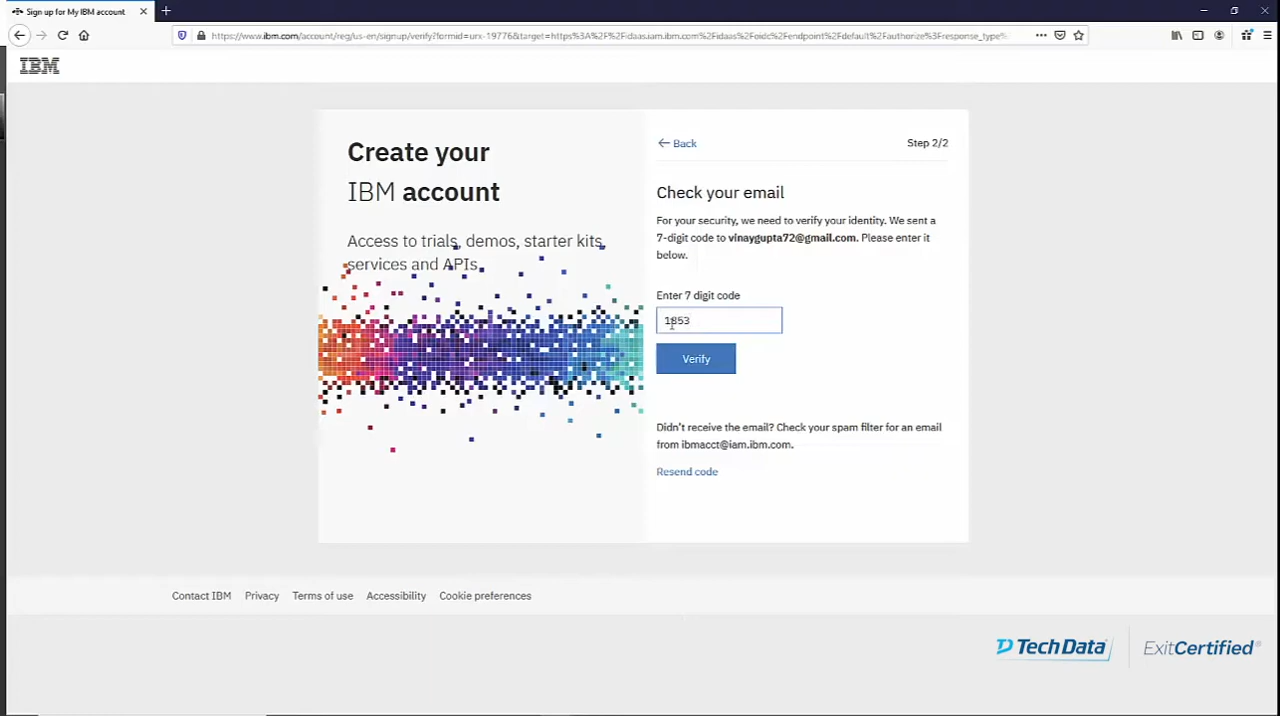 Sign up for My IBM account
https://www.ibm.com/account/reg/us-en/signup/verify?formid=urx-19776&target=https%3A%2F%2Fidaas.iam.ibm.com%2Fidaas%2Foidc%2Fendpoint%2Fdefault%2Fauthorize%3Fresponse_type%
IBM
Create your
IBM account
Access to trials, demos, starter kits,
services and APIs.
Back
Step 2/2
Check your email
For your security, we need to verify your identity. We sent a
7-digit code to vinaygupta72@gmail.com. Please enter it
below.
Enter 7 digit code
1853
Verify
Didn't receive the email? Check your spam filter for an email
from ibmacct@iam.ibm.com.
Resend code
Contact IBM Privacy Terms of use Accessibility Cookie preferences
Tech Data ExitCertified®